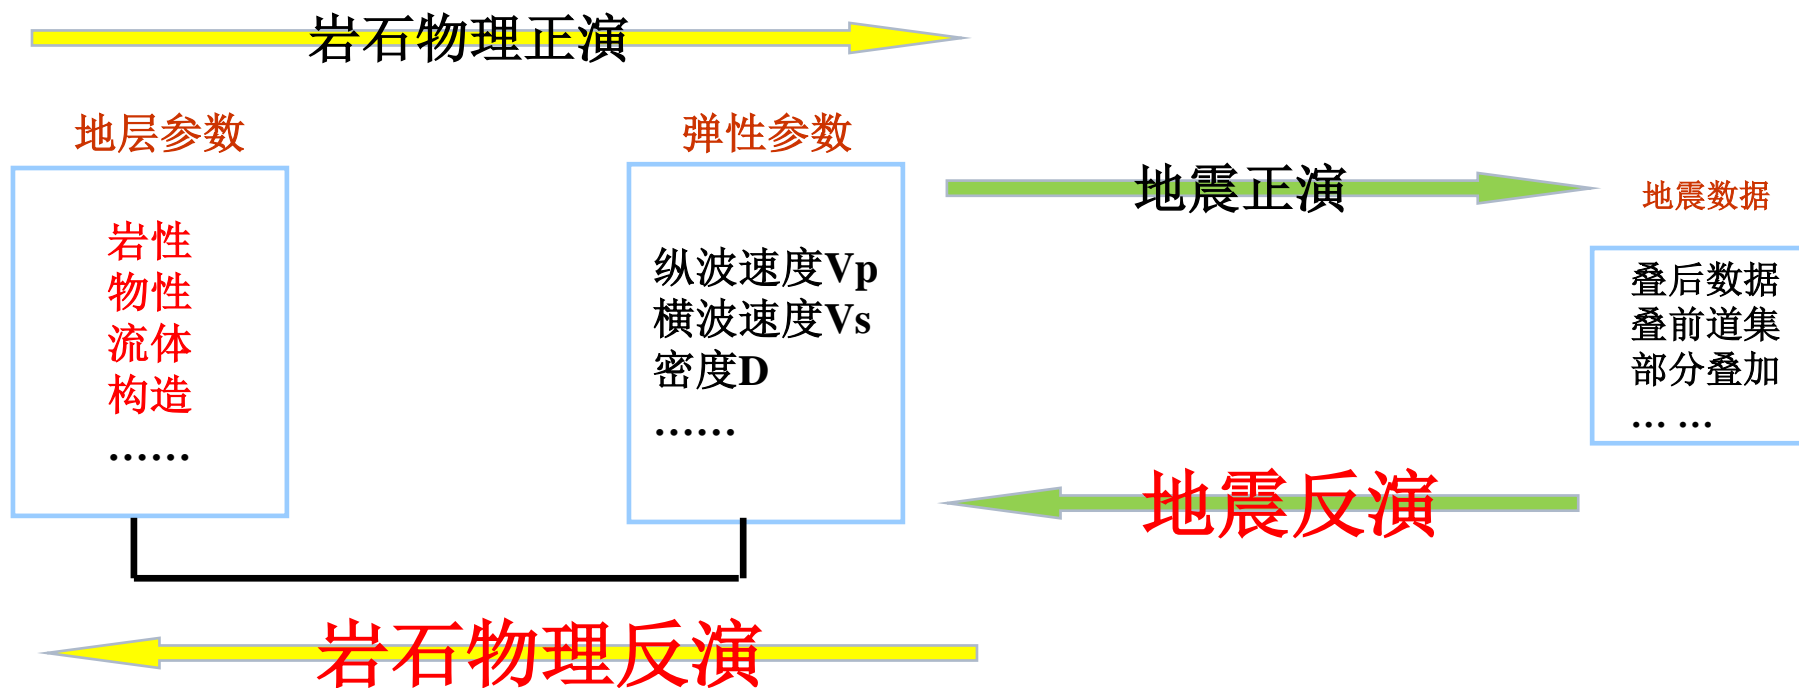 岩石物理正演
地层参数
岩性
物性
流体
构造
……
弹性参数
纵波速度Vp
横波速度Vs
密度D
……
地震正演
地震数据
叠后数据
叠前道集
部分叠加
… …
地震反演
岩石物理反演